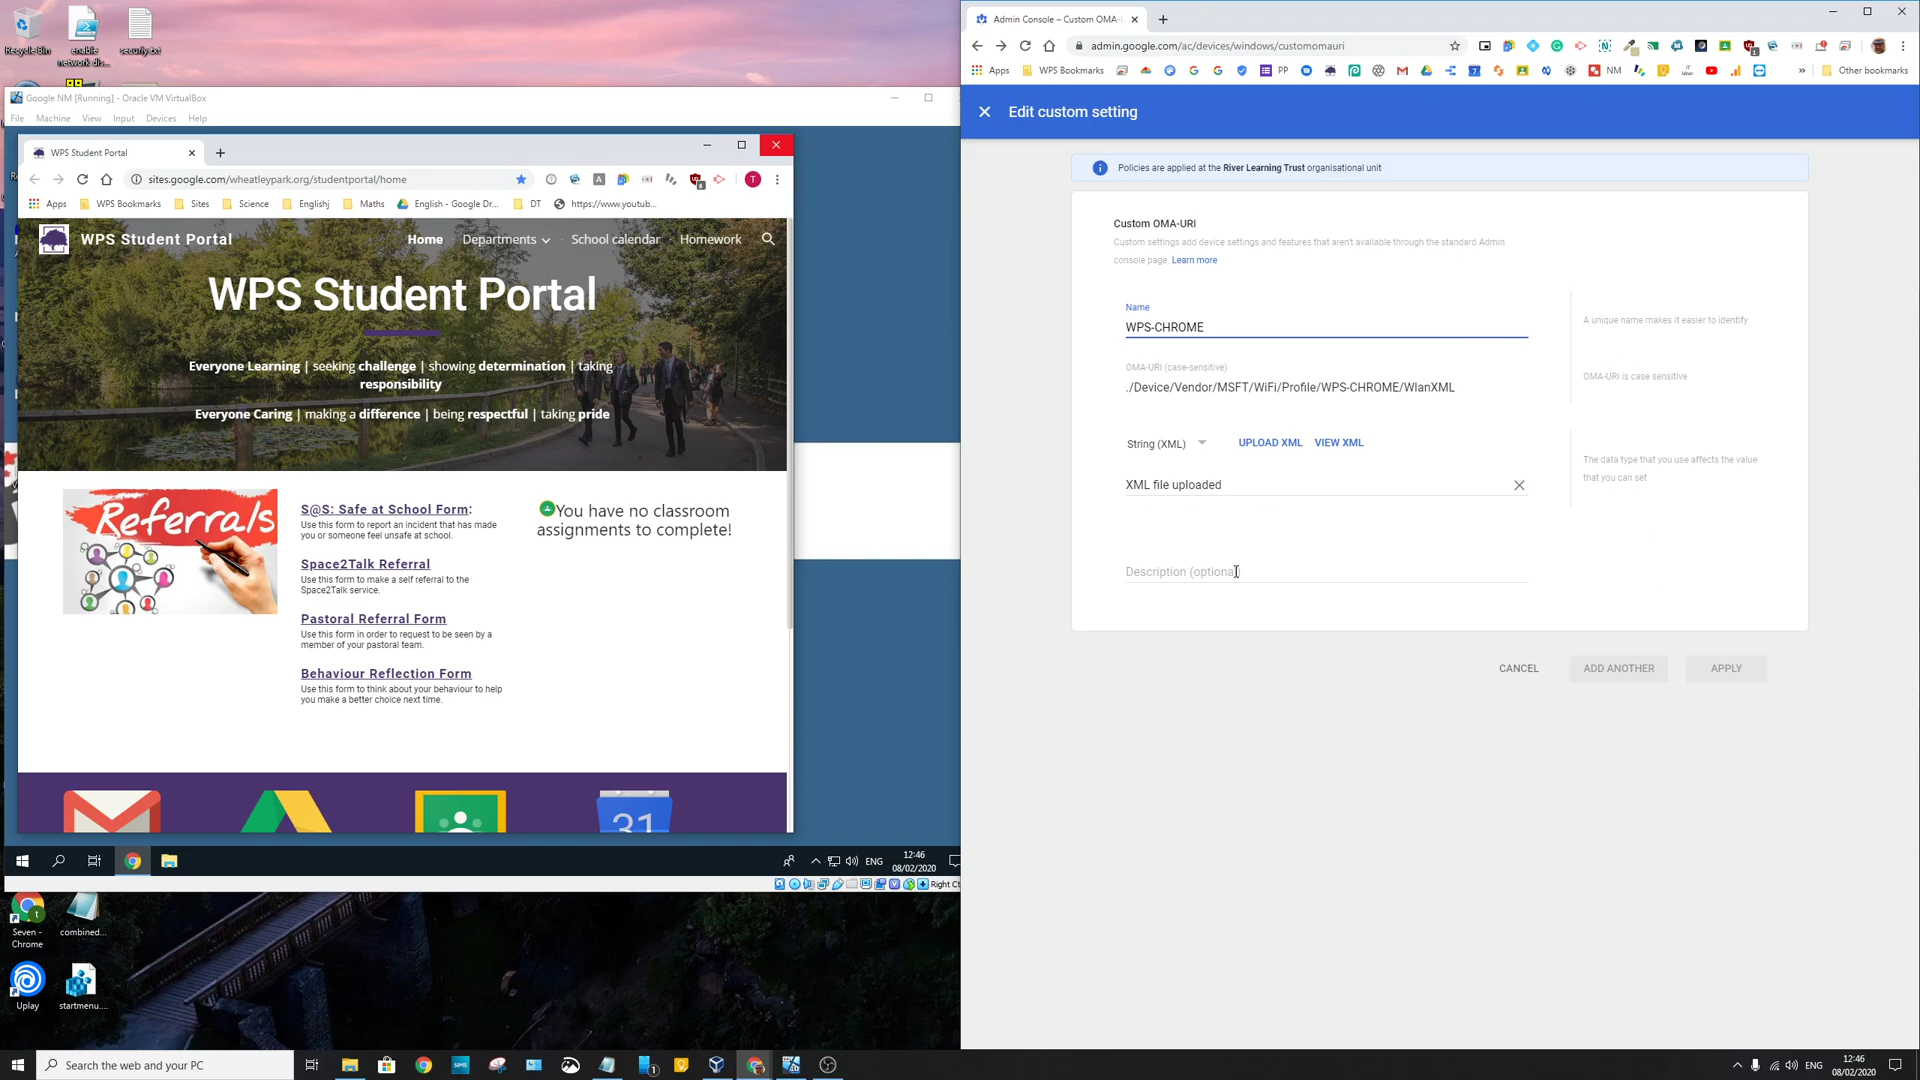 Recycle Bin
enable
network dis...
securly.txt
Google NM [Running] - Oracle VM VirtualBox
File Machine View Input Devices Help
WPS Student Portal
sites.google.com/wheatleypark.org/studentportal/home
T
Apps WPS Bookmarks Sites Science Englishj Maths English - Google Dr... DT https://www.youtub...
WPS Student Portal
Home Departments School calendar Homework
WPS Student Portal
Everyone Learning | seeking challenge | showing determination | taking
responsibility
Everyone Caring | making a difference | being respectful | taking pride
Referrals
S@S: Safe at School Form:
Use this form to report an incident that has made
you or someone feel unsafe at school.
Space2Talk Referral
Use this form to make a self referral to the
Space2Talk service.
Pastoral Referral Form
Use this form in order to request to be seen by a
member of your pastoral team.
Behaviour Reflection Form
Use this form to think about your behaviour to help
you make a better choice next time.
You have no classroom
assignments to complete!
31
ENG
12:46
08/02/2020
Right Ct
Seven -
Chrome
combined...
Uplay
startmenu....
Admin Console – Custom OMA-
admin.google.com/ac/devices/windows/customomauri
Apps WPS Bookmarks PP NM Other bookmarks
Edit custom setting
Policies are applied at the River Learning Trust organisational unit
Custom OMA-URI
Custom settings add device settings and features that aren't available through the standard Admin
console page. Learn more
Name
WPS-CHROME
A unique name makes it easier to identify
OMA-URI (case-sensitive)
./Device/Vendor/MSFT/WiFi/Profile/WPS-CHROME/WlanXML
OMA-URI is case sensitive
String (XML) UPLOAD XML VIEW XML
XML file uploaded
The data type that you use affects the value
that you can set
Description (optional)
CANCEL ADD ANOTHER APPLY
Search the web and your PC
SIMS
ENG
12:46
08/02/2020